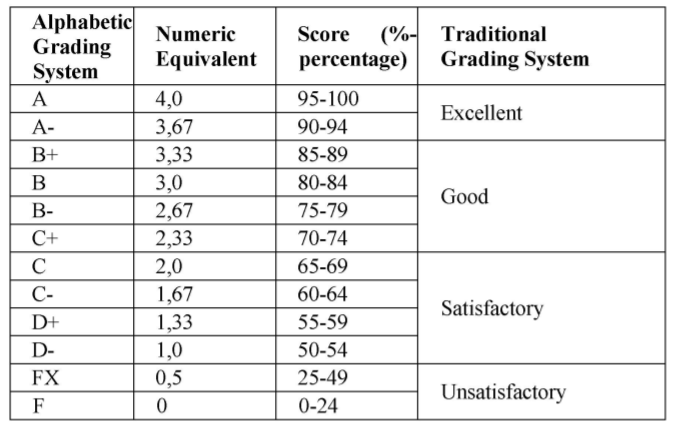 Alphabetic Grading System	Numeric Equivalent	Score (%-percentage)	Traditional Grading System
A	4,0	95-100	Excellent
A-	3,67	90-94
B+	3,33	85-89	Good
B	3,0	80-84
B-	2,67	75-79
C+	2,33	70-74
C	2,0	65-69	Satisfactory
C-	1,67	60-64
D+	1,33	55-59
D-	1,0	50-54
FX	0,5	25-49	Unsatisfactory
F	0	0-24